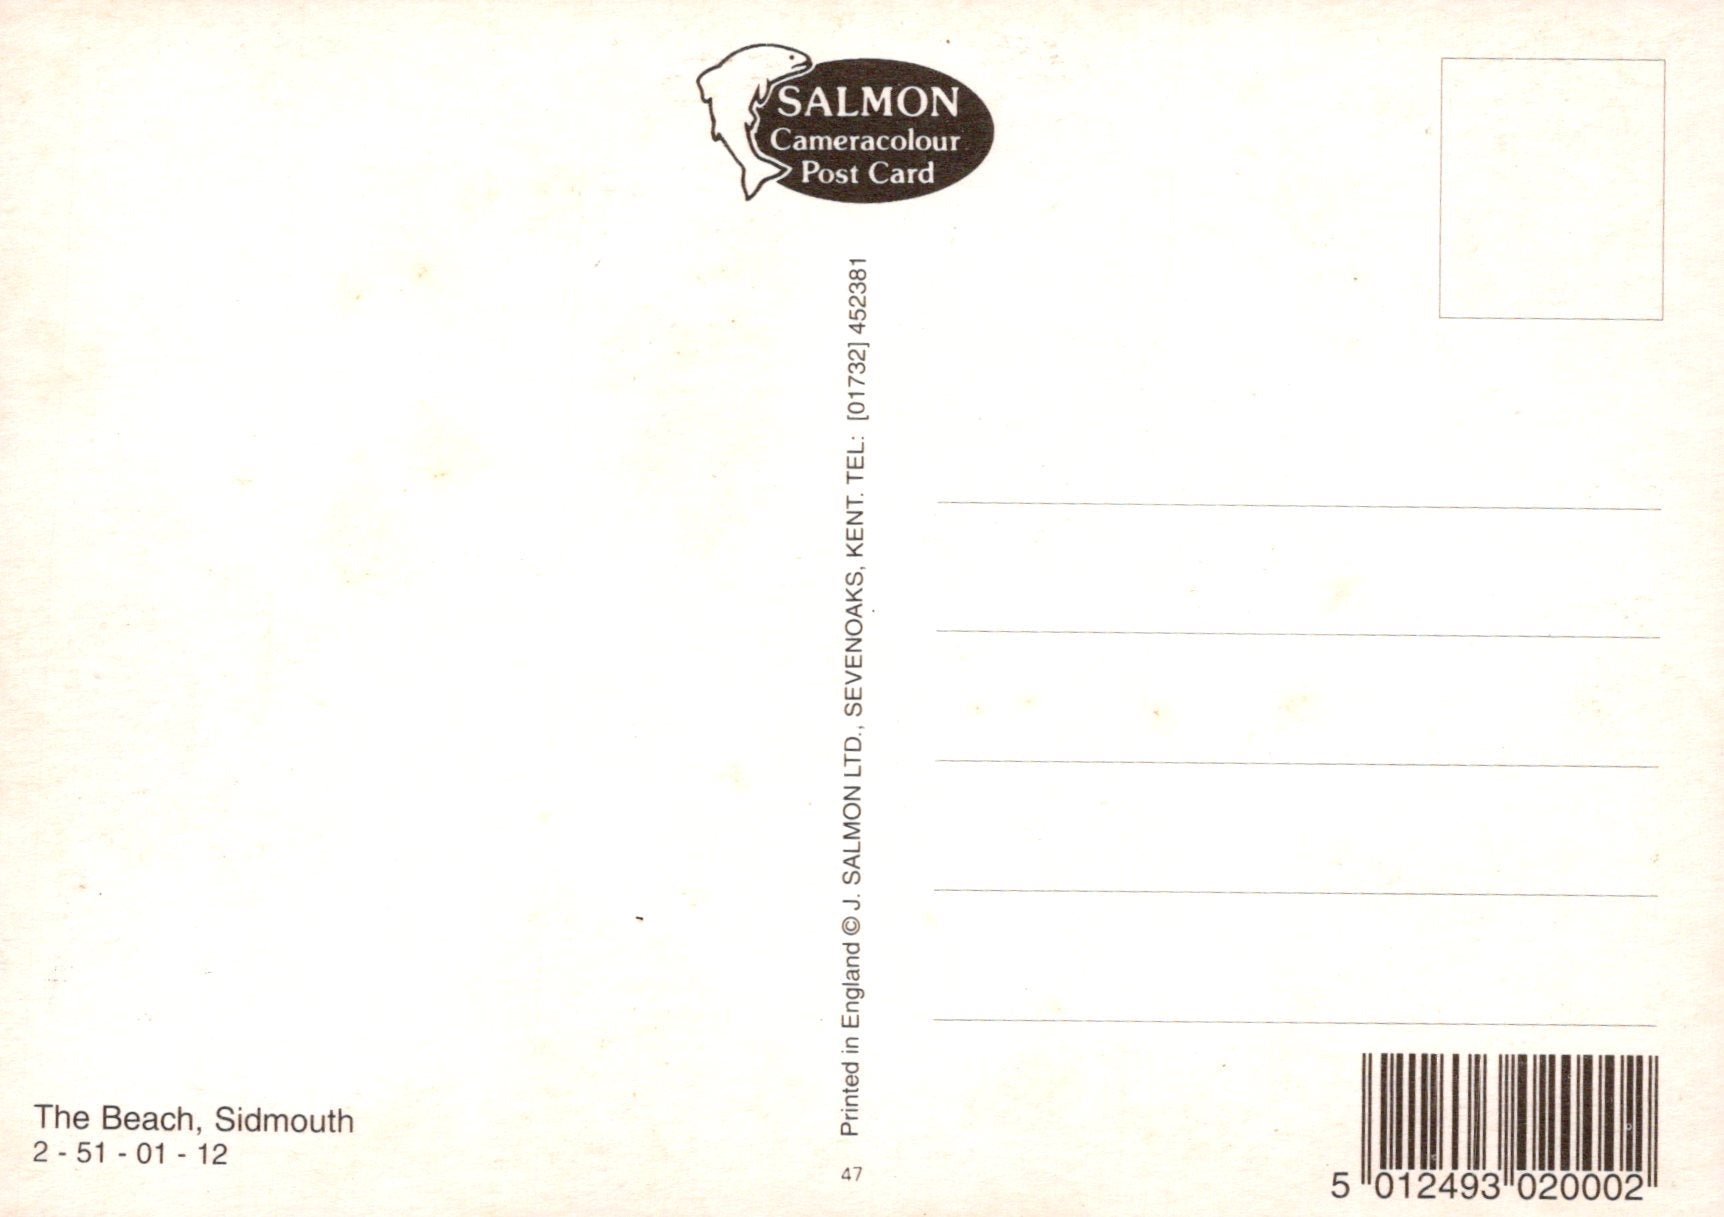 SALMON
Cameracolour
Post Card
Printed in England © J. SALMON LTD., SEVENOAKS, KENT. TEL: [01732] 452381
The Beach, Sidmouth
2 - 51 - 01 - 12
47
5 012493 020002